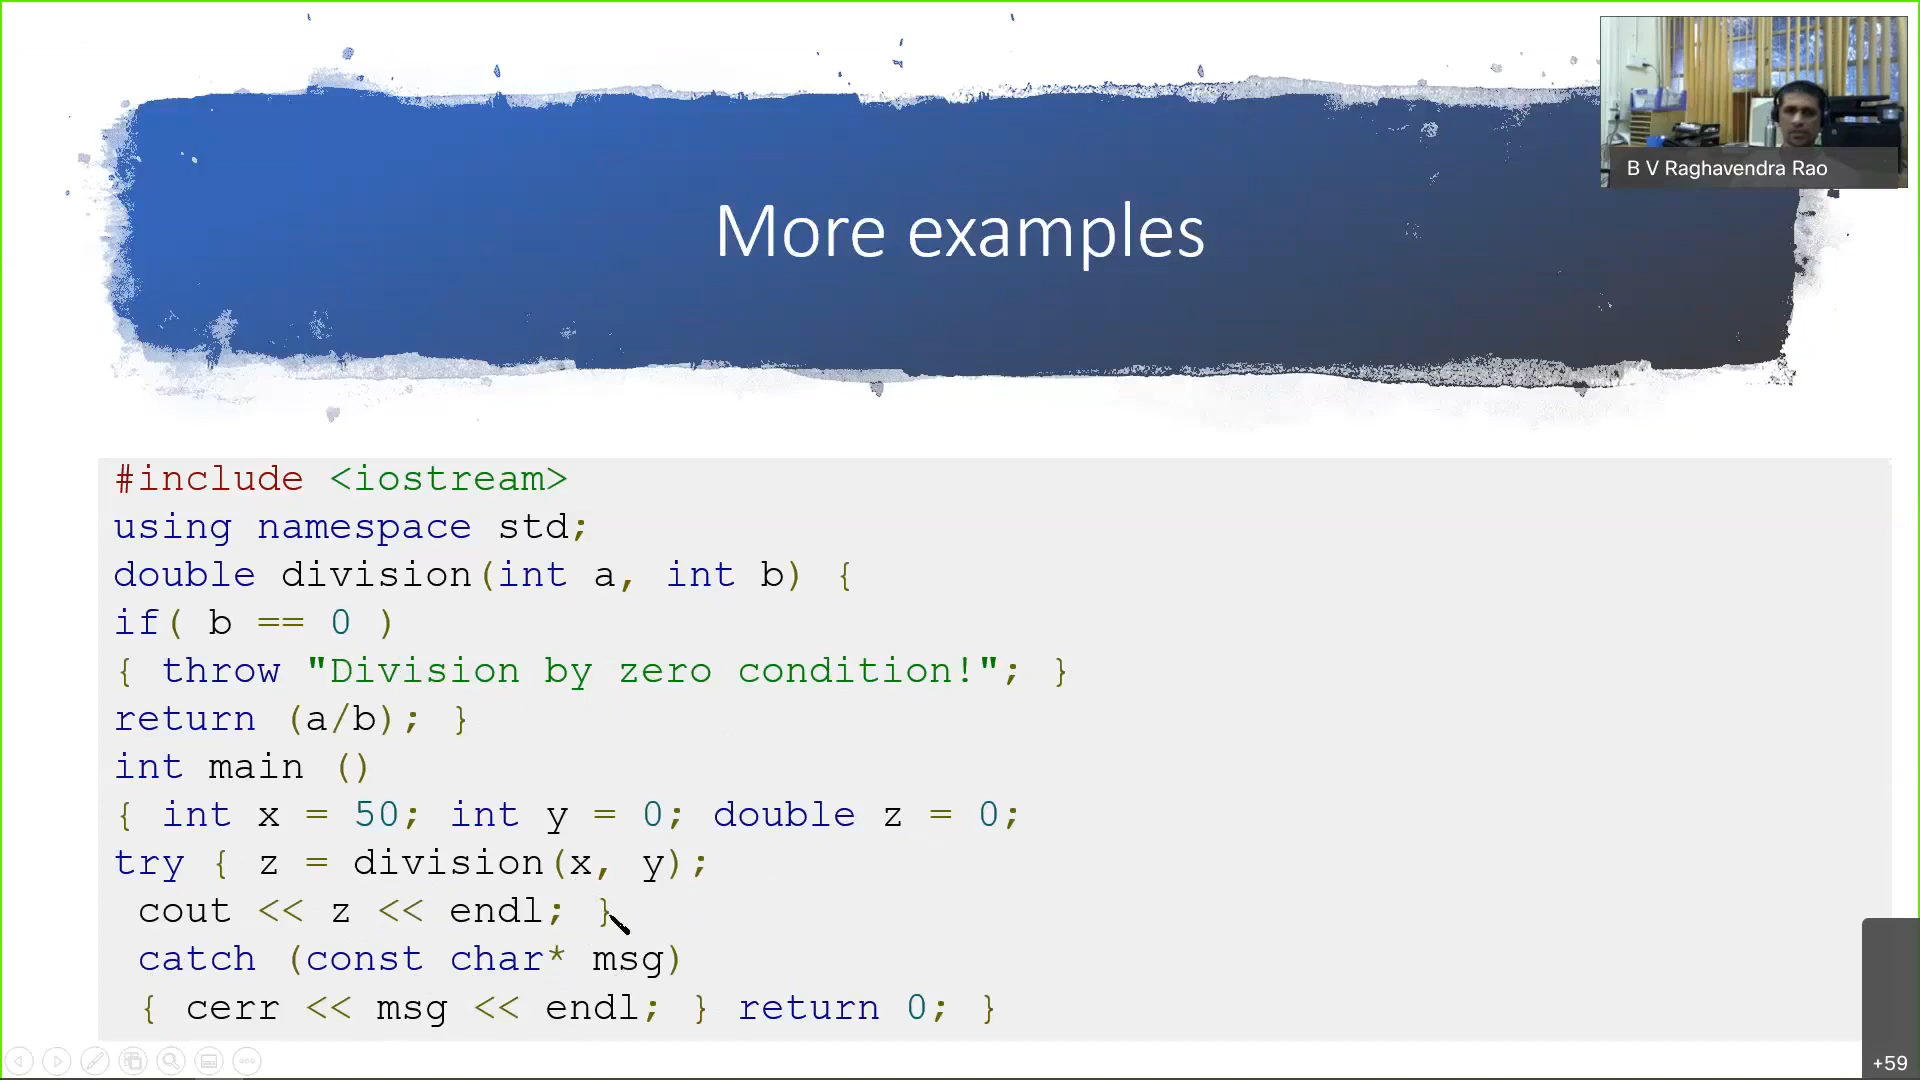 B V Raghavendra Rao
More examples
#include <iostream>
using namespace std;
double division(int a, int b) {
if( b == 0 )
{ throw "Division by zero condition!"; }
return (a/b); }
int main ()
{ int x = 50; int y = 0; double z = 0;
try { z = division(x, y);
cout << z << endl; }
catch (const char* msg)
{ cerr << msg << endl; } return 0; }
+59